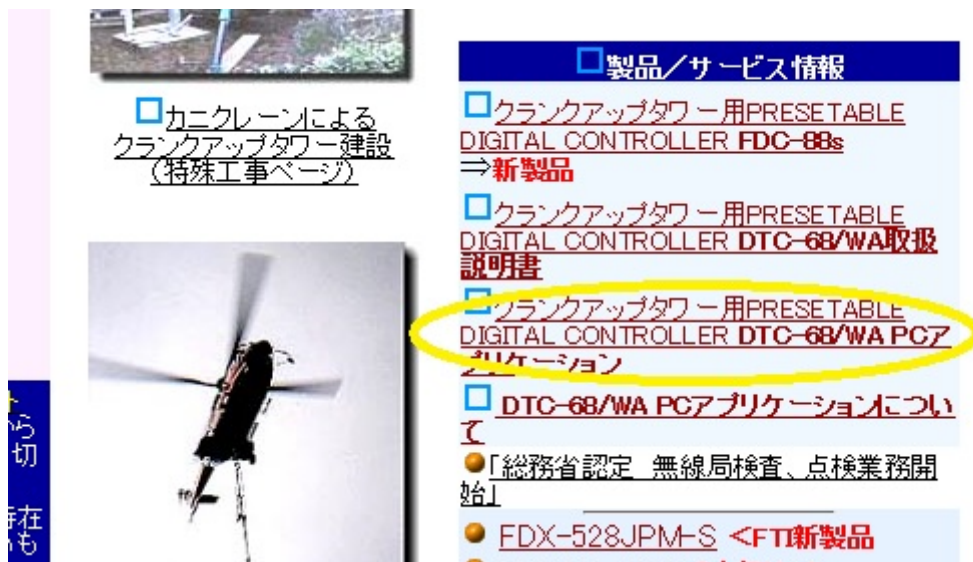 カニクレーンによる
クランクアップタワー建設
（特殊工事ページ）
製品／サービス情報
クランクアップタワー用PRESETABLE
DIGITAL CONTROLLER FDC-88s
⇒新製品
クランクアップタワー用PRESETABLE
DIGITAL CONTROLLER DTC-68/WA取扱
説明書
クランクアップタワー用PRESETABLE
DIGITAL CONTROLLER DTC-68/WA PCア
プリケーション
DTC-68/WA PCアプリケーションについ
て
「総務省認定 無線局検査、点検業務開
始」
FDX-528JPM-S <FTI新製品
から
切
も